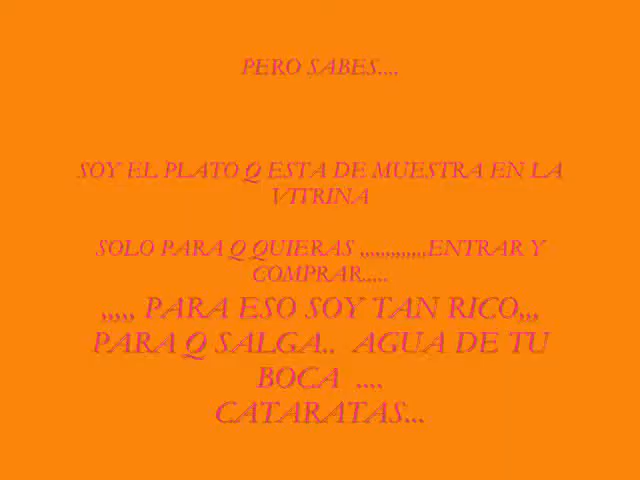 PERO SABES....
SOY EL PLATO Q ESTA DE MUESTRA EN LA
VITRINA
SOLO PARA Q QUIERAS ,,,,,,,,,,,,,ENTRAR Y
COMPRAR.....
,,,,, PARA ESO SOY TAN RICO,,,
PARA Q SALGA.. AGUA DE TU
BOCA ....
CATARATAS...